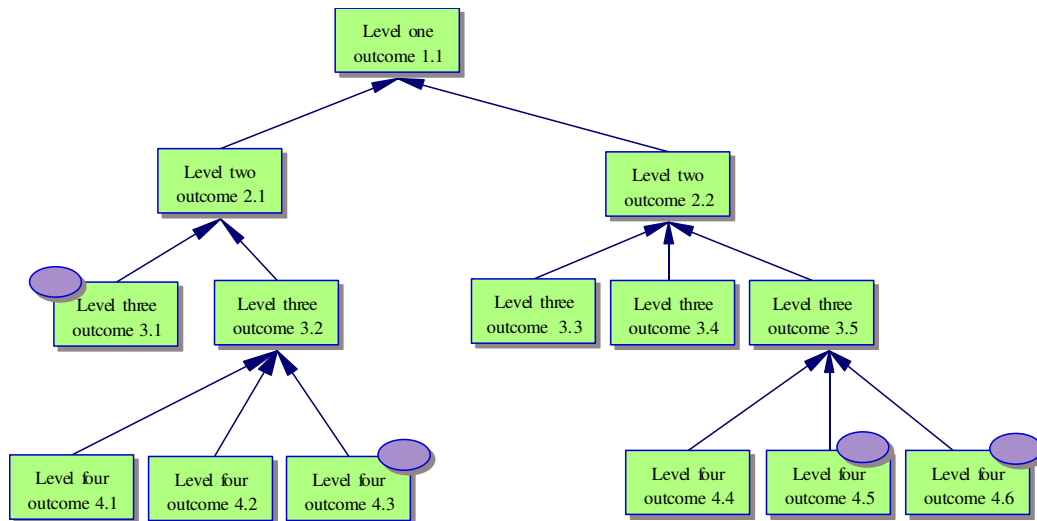 Level one
outcome 1.1
Level two
outcome 2.1
Level two
outcome 2.2
Level three
outcome 3.1
Level three
outcome 3.2
Level three
outcome 3.3
Level three
outcome 3.4
Level three
outcome 3.5
Level four
outcome 4.1
Level four
outcome 4.2
Level four
outcome 4.3
Level four
outcome 4.4
Level four
outcome 4.5
Level four
outcome 4.6